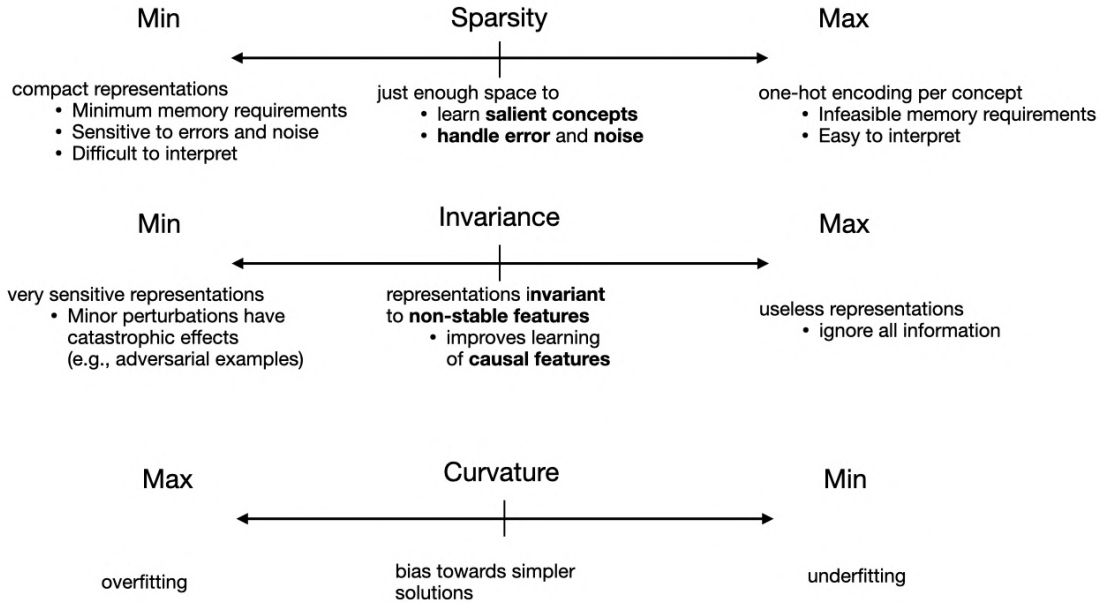 Min
Sparsity
Max
compact representations
• Minimum memory requirements
• Sensitive to errors and noise
• Difficult to interpret
just enough space to
• learn salient concepts
• handle error and noise
one-hot encoding per concept
• Infeasible memory requirements
• Easy to interpret
Min
Invariance
Max
very sensitive representations
• Minor perturbations have
catastrophic effects
(e.g., adversarial examples)
representations invariant
to non-stable features
• improves learning
of causal features
useless representations
• ignore all information
Max
Curvature
Min
overfitting
bias towards simpler
solutions
underfitting